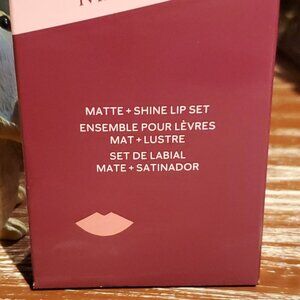 MATTE + SHINE LIP SET
ENSEMBLE POUR LÈVRES
MAT + LUSTRE
SET DE LABIAL
MATE + SATINADOR